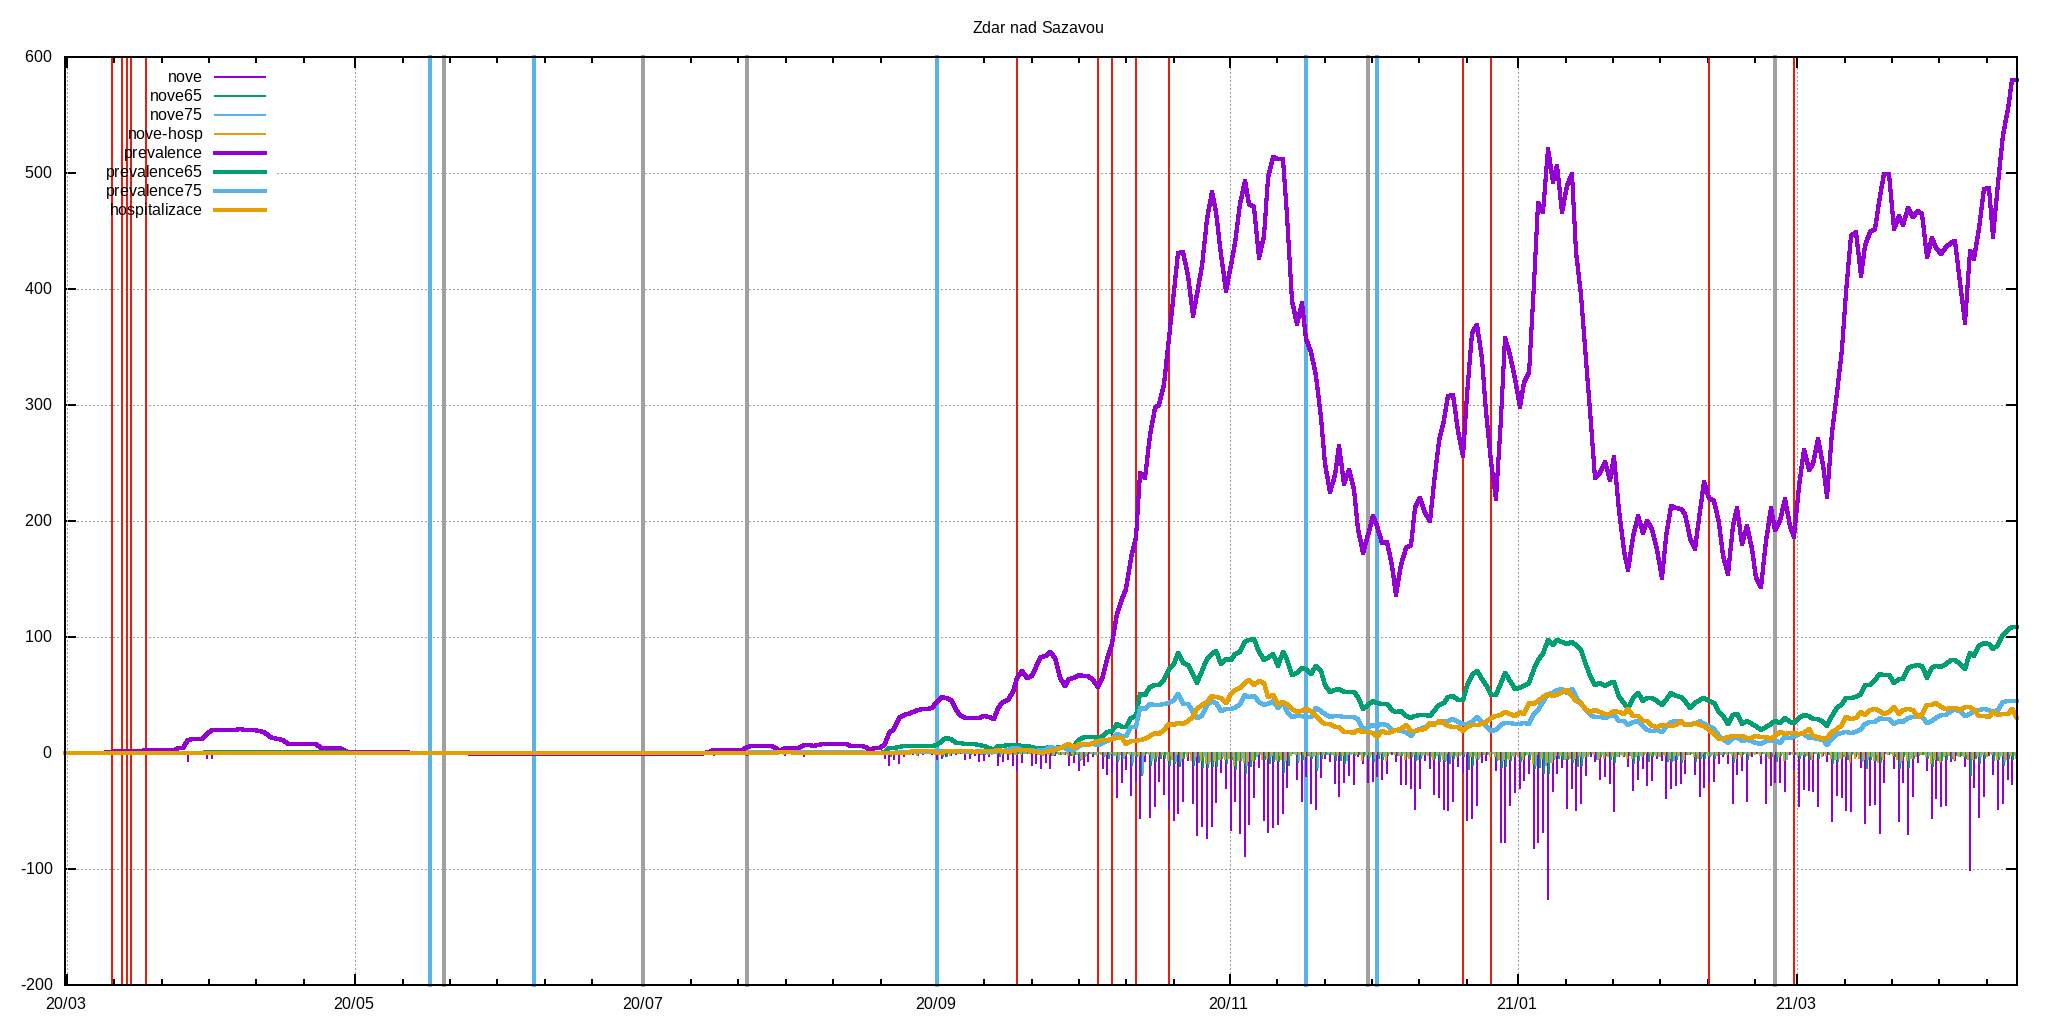 Zdar nad Sazavou
600
500
400
300
200
100
0
-100
-200
nove
nove65
nove75
nove-hosp
prevalence
prevalence65
prevalence75
hospitalizace
20/03 20/05 20/07 20/09 20/11 21/01 21/03